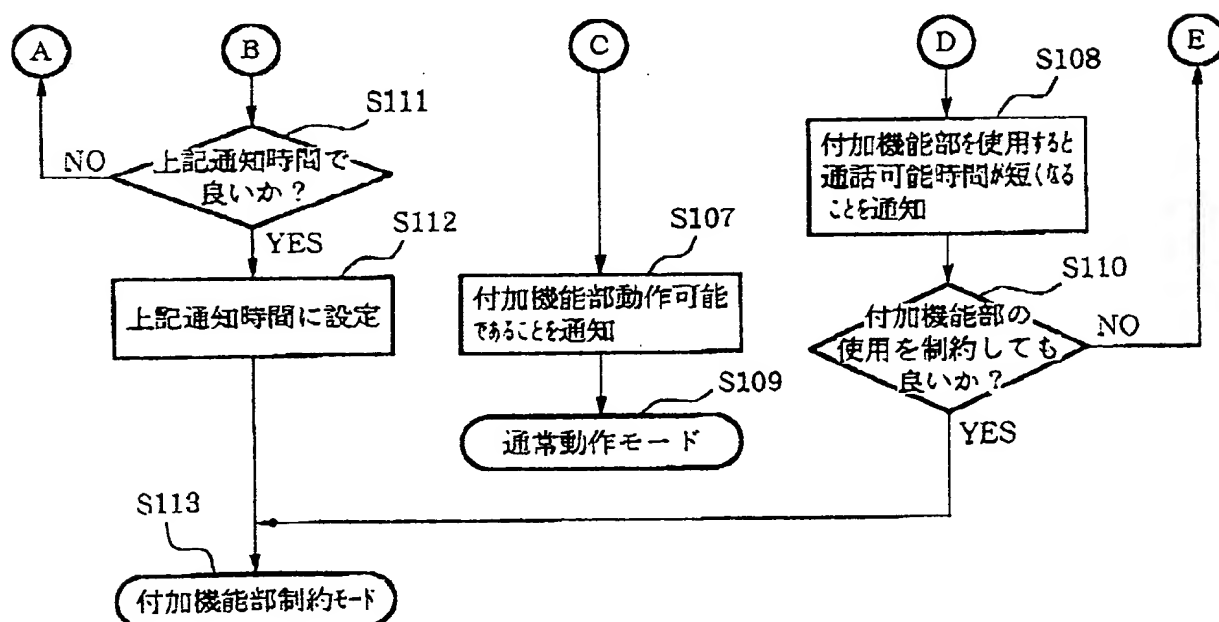 A
B
C
D
E
S111
上記通知時間で
良いか?
NO
YES
S112
上記通知時間に設定
S107
付加機能部動作可能
であることを通知
S109
通常動作モード
S108
付加機能部を使用すると
通話可能時間が短くなる
ことを通知
S110
付加機能部の
使用を制約しても
良いか?
NO
YES
S113
付加機能部制約モード